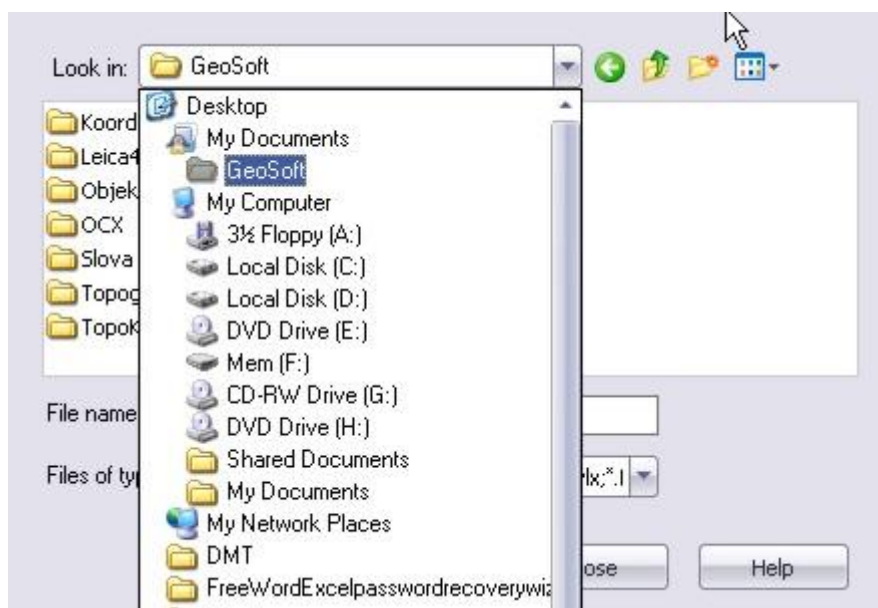 Look in: GeoSoft
Desktop
My Documents
GeoSoft
My Computer
3½ Floppy (A:)
Local Disk (C:)
Local Disk (D:)
DVD Drive (E:)
Mem (F:)
CD-RW Drive (G:)
DVD Drive (H:)
Shared Documents
My Documents
My Network Places
DMT
FreeWordExcelpasswordrecoverywiz
Koord
Leica4
Objek
OCX
Slova
Topog
TopoK
File name
Files of ty
ose
Help